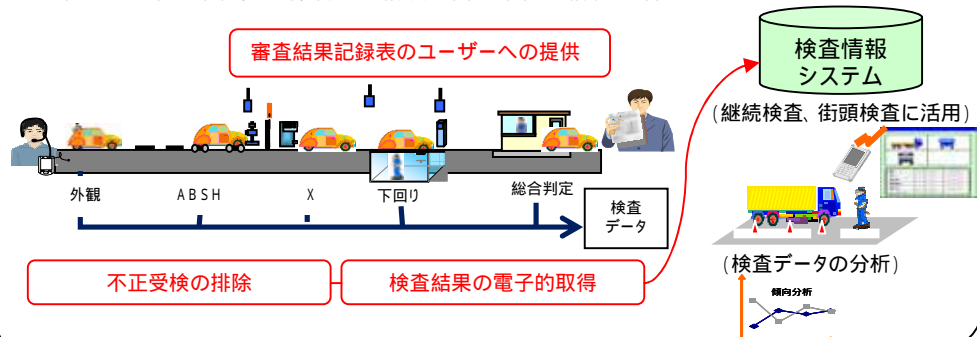 審査結果記録表のユーザーへの提供
検査情報
システム
(継続検査、街頭検査に活用)
外観
ABSH
X
下回り
総合判定
検査
データ
不正受検の排除
検査結果の電子的取得
(検査データの分析)
傾向分析